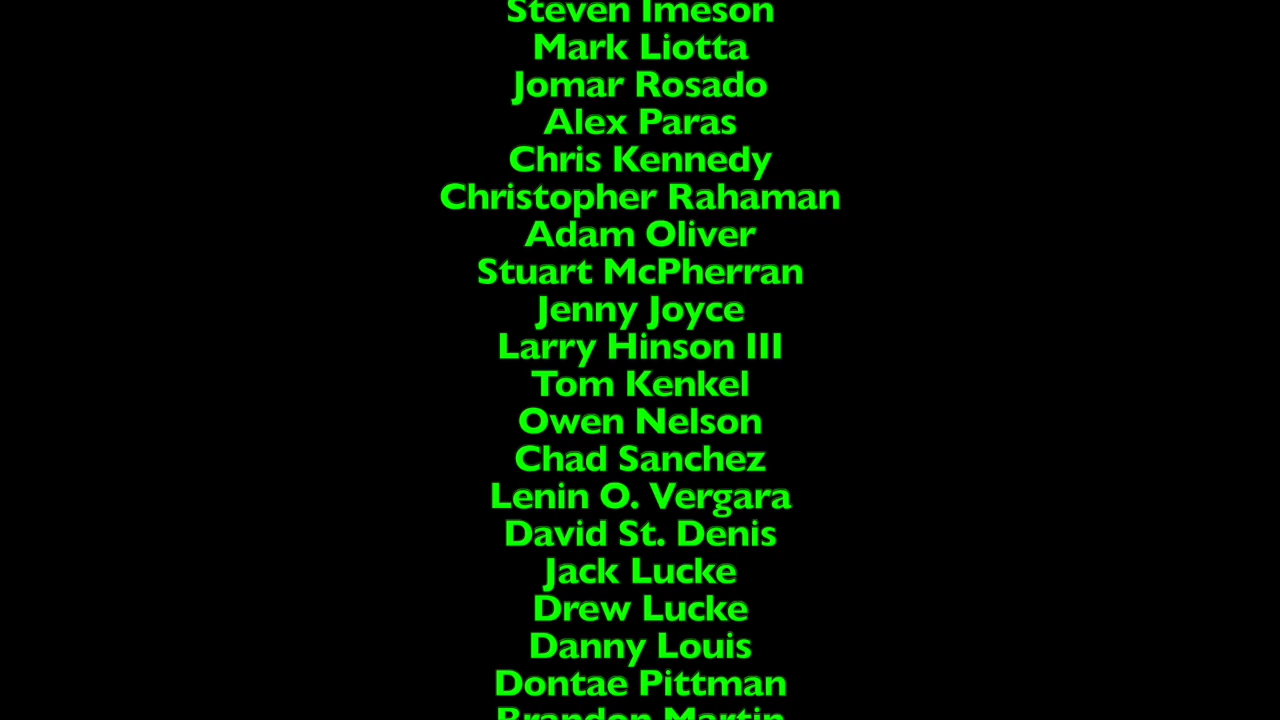 Steven Imeson
Mark Liotta
Jomar Rosado
Alex Paras
Chris Kennedy
Christopher Rahaman
Adam Oliver
Stuart McPherran
Jenny Joyce
Larry Hinson III
Tom Kenkel
Owen Nelson
Chad Sanchez
Lenin O. Vergara
David St. Denis
Jack Lucke
Drew Lucke
Danny Louis
Dontae Pittman
Brandon Martin